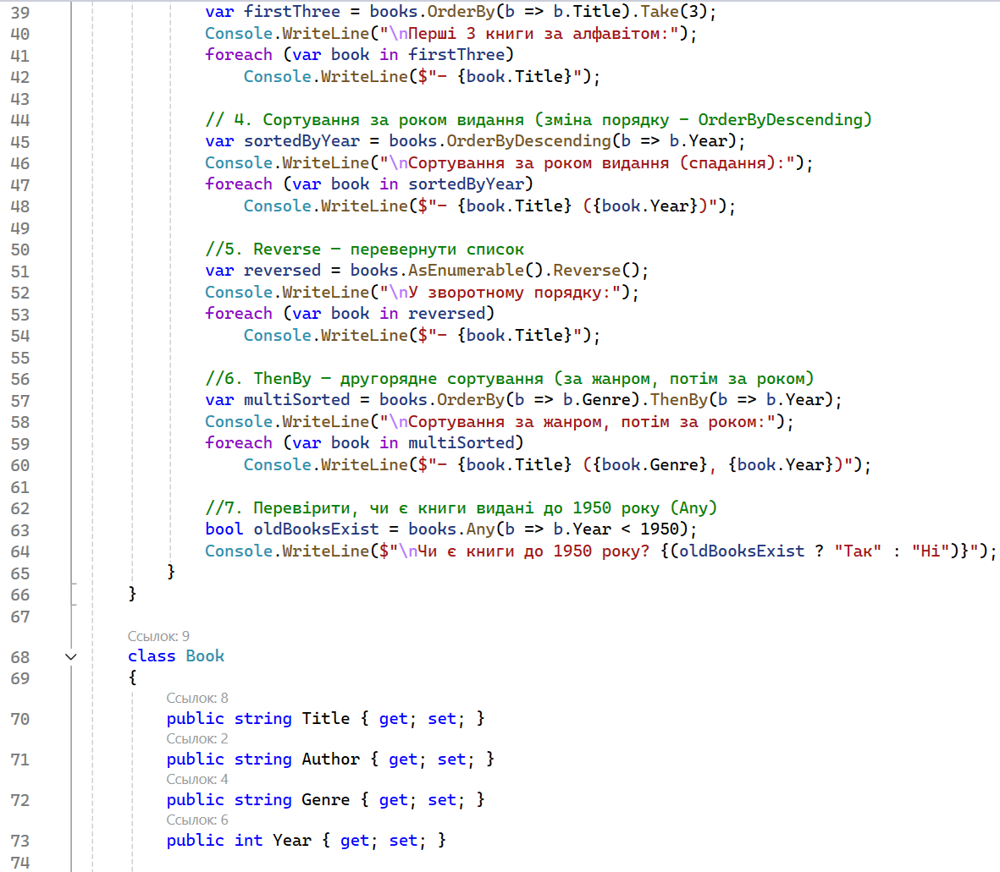 39 var firstThree = books.OrderBy(b => b.Title).Take(3);
40 Console.WriteLine("\nПерші 3 книги за алфавітом:");
41 foreach (var book in firstThree)
42 Console.WriteLine($"- {book.Title}");
43
44 // 4. Сортування за роком видання (зміна порядку - OrderByDescending)
45 var sortedByYear = books.OrderByDescending(b => b.Year);
46 Console.WriteLine("\nСортування за роком видання (спадання):");
47 foreach (var book in sortedByYear)
48 Console.WriteLine($"- {book.Title} ({book.Year})");
49
50 //5. Reverse — перевернути список
51 var reversed = books.AsEnumerable().Reverse();
52 Console.WriteLine("\nУ зворотному порядку:");
53 foreach (var book in reversed)
54 Console.WriteLine($"- {book.Title}");
55
56 //6. ThenBy — другорядне сортування (за жанром, потім за роком)
57 var multiSorted = books.OrderBy(b => b.Genre).ThenBy(b => b.Year);
58 Console.WriteLine("\nСортування за жанром, потім за роком:");
59 foreach (var book in multiSorted)
60 Console.WriteLine($"- {book.Title} ({book.Genre}, {book.Year})");
61
62 //7. Перевірити, чи є книги видані до 1950 року (Any)
63 bool oldBooksExist = books.Any(b => b.Year < 1950);
64 Console.WriteLine($"\nЧи є книги до 1950 року? {(oldBooksExist ? "Так" : "Ні")}");
65 }
66 }
67
Ссылок: 9
68 class Book
69 {
Ссылок: 8
70 public string Title { get; set; }
Ссылок: 2
71 public string Author { get; set; }
Ссылок: 4
72 public string Genre { get; set; }
Ссылок: 6
73 public int Year { get; set; }
74